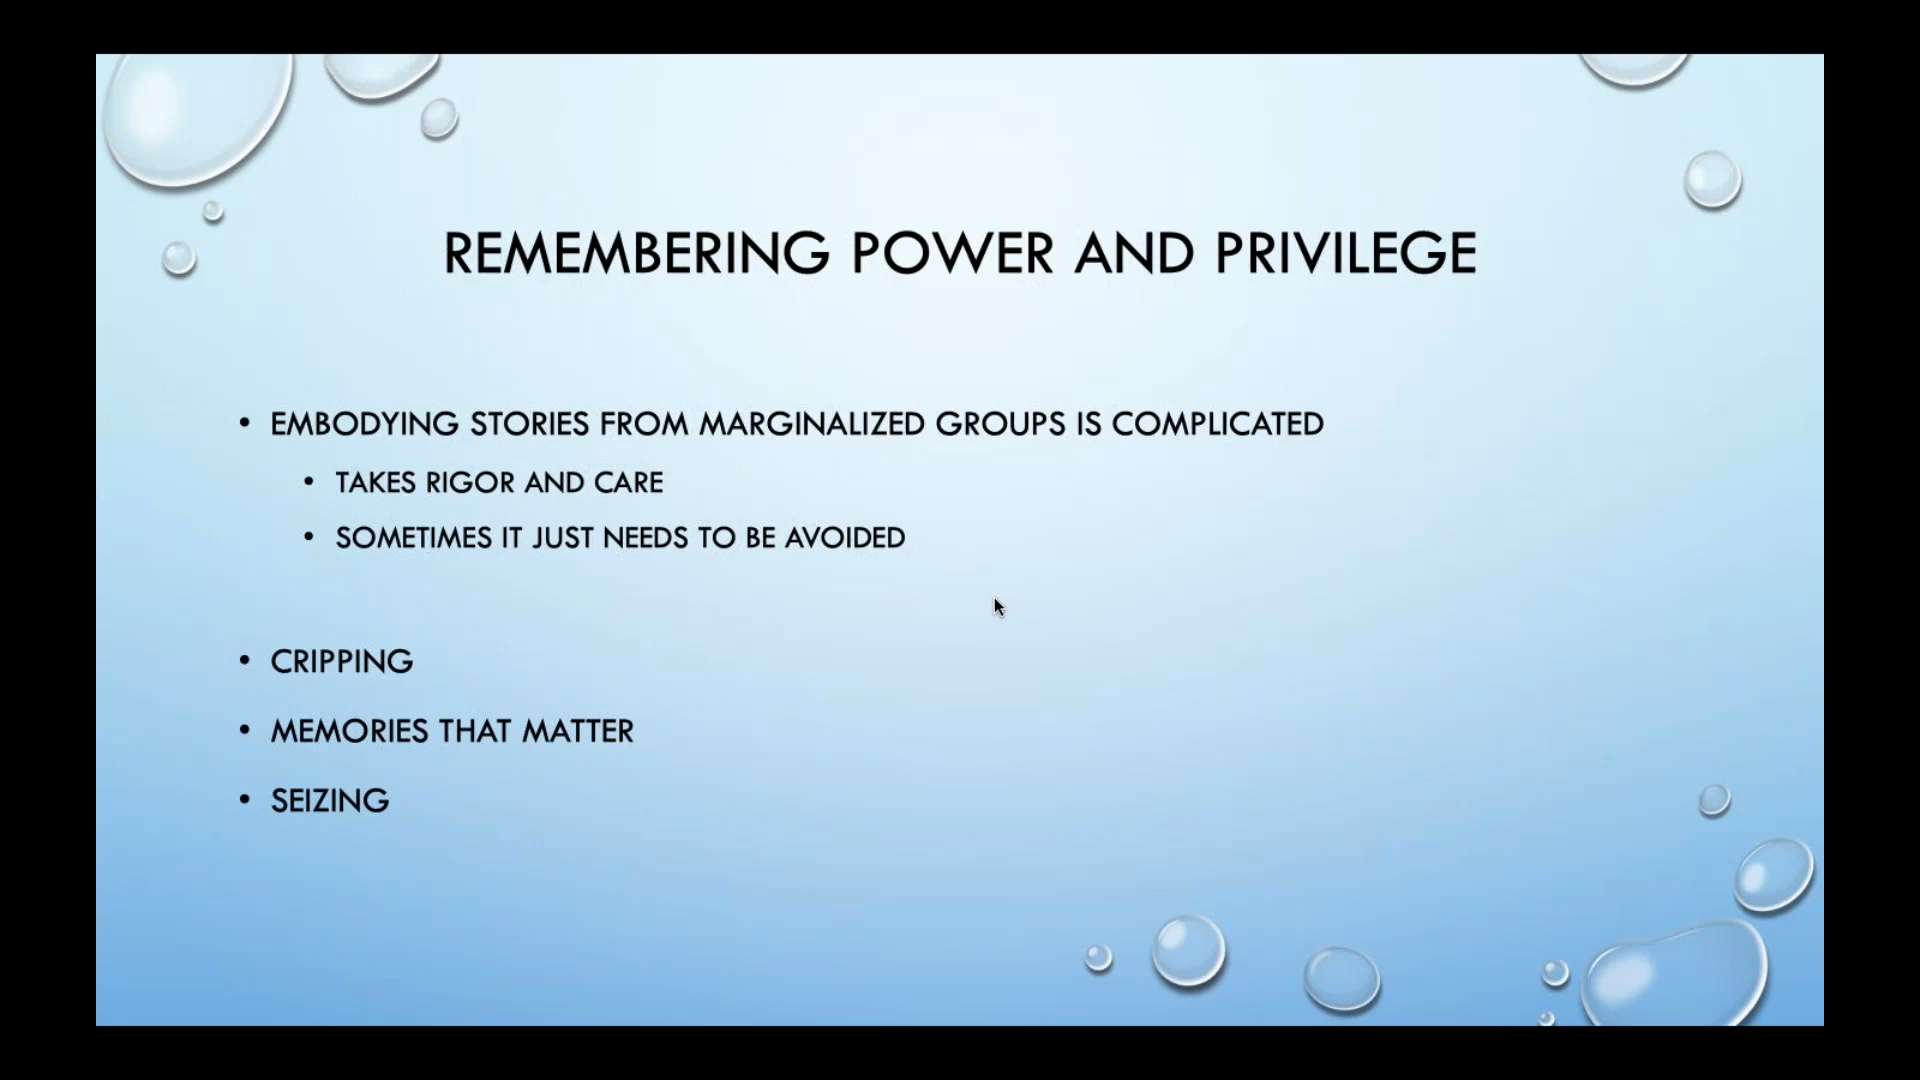 REMEMBERING POWER AND PRIVILEGE
• EMBODYING STORIES FROM MARGINALIZED GROUPS IS COMPLICATED
• TAKES RIGOR AND CARE
• SOMETIMES IT JUST NEEDS TO BE AVOIDED
• CRIPPING
• MEMORIES THAT MATTER
• SEIZING